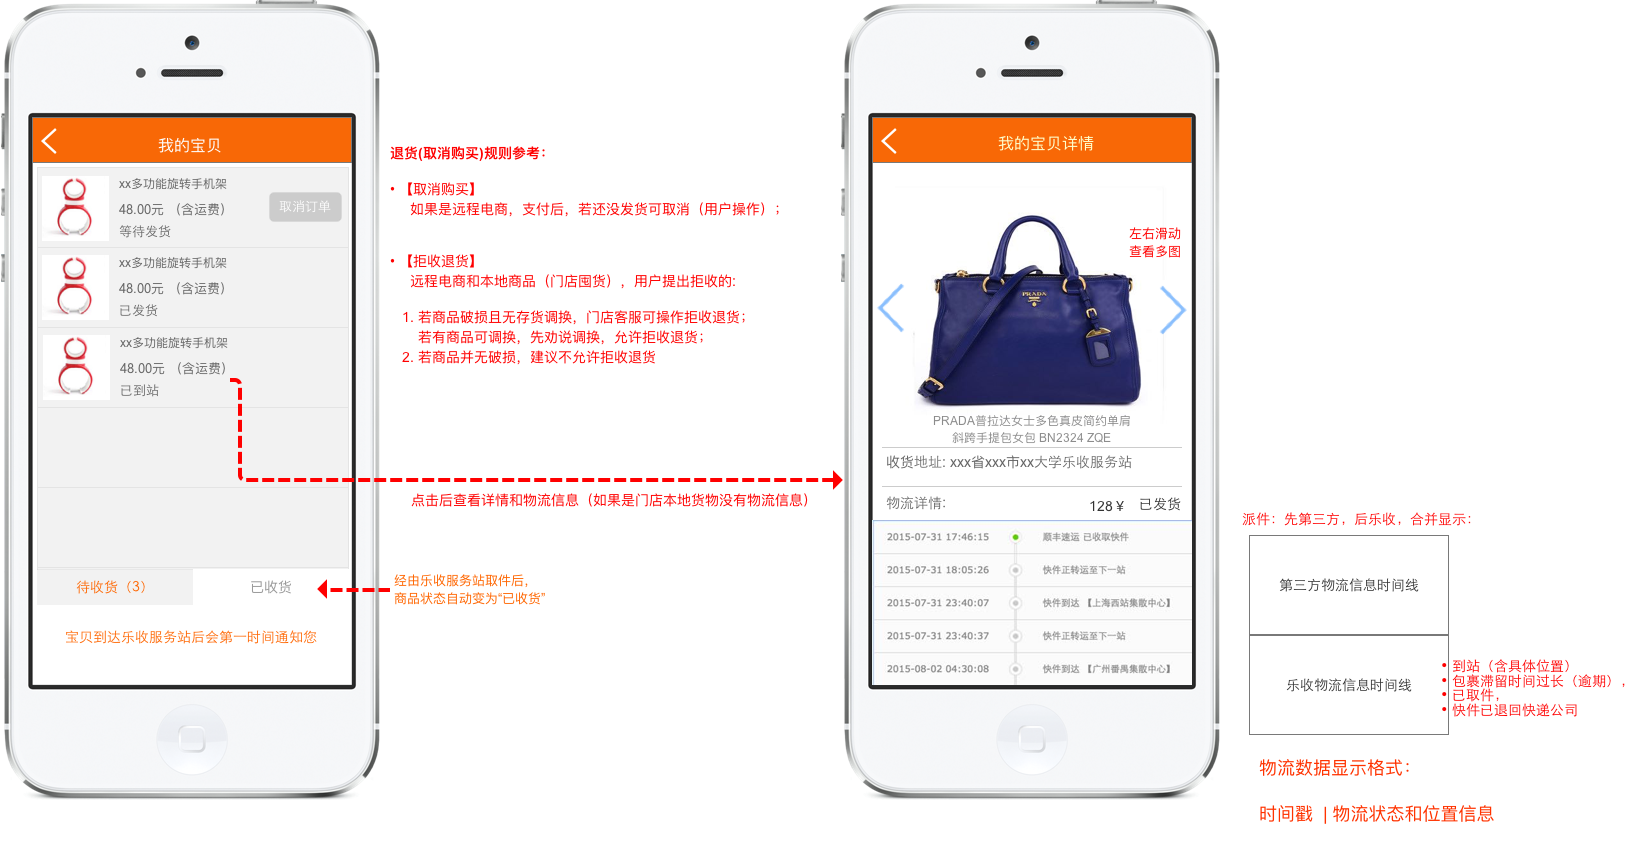 我的宝贝
xx多功能旋转手机架
48.00元 （含运费）
等待发货
取消订单
xx多功能旋转手机架
48.00元 （含运费）
已发货
xx多功能旋转手机架
48.00元 （含运费）
已到站
待收货（3）
已收货
宝贝到达乐收服务站后会第一时间通知您
退货(取消购买)规则参考：
• 【取消购买】
如果是远程电商，支付后，若还没发货可取消（用户操作）；
• 【拒收退货】
远程电商和本地商品（门店囤货），用户提出拒收的:
1. 若商品破损且无存货调换，门店客服可操作拒收退货；
若有商品可调换，先劝说调换，允许拒收退货；
2. 若商品并无破损，建议不允许拒收退货
点击后查看详情和物流信息（如果是门店本地货物没有物流信息）
经由乐收服务站取件后，
商品状态自动变为“已收货”
我的宝贝详情
左右滑动
查看多图
PRADA
PRADA普拉达女士多色真皮简约单肩
斜跨手提包女包 BN2324 ZQE
收货地址: xxx省xxx市xx大学乐收服务站
物流详情:
128 ¥ 已发货
2015-07-31 17:46:15 顺丰速运 已收取快件
2015-07-31 18:05:26 快件正转运至下一站
2015-07-31 23:40:07 快件到达 【上海西站集散中心】
2015-07-31 23:40:37 快件正转运至下一站
2015-08-02 04:30:08 快件到达 【广州番禺集散中心】
派件：先第三方，后乐收，合并显示：
第三方物流信息时间线
乐收物流信息时间线
• 到站（含具体位置）
• 包裹滞留时间过长（逾期），
• 已取件，
• 快件已退回快递公司
物流数据显示格式：
时间戳 | 物流状态和位置信息